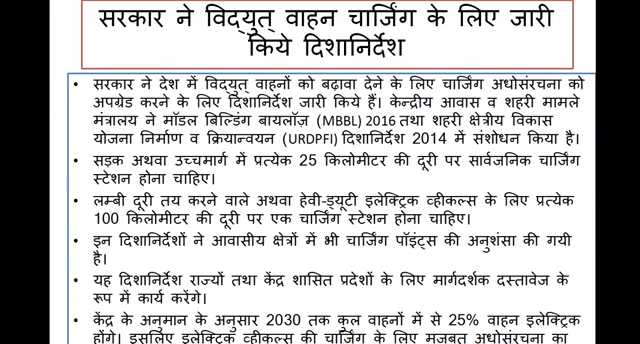 सरकार ने विद्युत् वाहन चार्जिंग के लिए जारी
किये दिशानिर्देश
• सरकार ने देश में विद्युत् वाहनों को बढ़ावा देने के लिए चार्जिंग अधोसंरचना को
अपग्रेड करने के लिए दिशानिर्देश जारी किये हैं। केन्द्रीय आवास व शहरी मामले
मंत्रालय ने मॉडल बिल्डिंग बायलॉज़ (MBBL) 2016 तथा शहरी क्षेत्रीय विकास
योजना निर्माण व क्रियान्वयन (URDPFI) दिशानिर्देश 2014 में संशोधन किया है।
• सड़क अथवा उच्चमार्ग में प्रत्येक 25 किलोमीटर की दूरी पर सार्वजनिक चार्जिंग
स्टेशन होना चाहिए।
• लम्बी दूरी तय करने वाले अथवा हेवी-ड्यूटी इलेक्ट्रिक व्हीकल्स के लिए प्रत्येक
100 किलोमीटर की दूरी पर एक चार्जिंग स्टेशन होना चाहिए।
• इन दिशानिर्देशों ने आवासीय क्षेत्रों में भी चार्जिंग पॉइंट्स की अनुशंसा की गयी
है।
• यह दिशानिर्देश राज्यों तथा केंद्र शासित प्रदेशों के लिए मार्गदर्शक दस्तावेज के
रूप में कार्य करेंगे।
• केंद्र के अनुमान के अनुसार 2030 तक कुल वाहनों में से 25% वाहन इलेक्ट्रिक
होंगे। इसलिए इलेक्ट्रिक व्हीकल्स की चार्जिंग के लिए मजबूत अधोसंरचना का